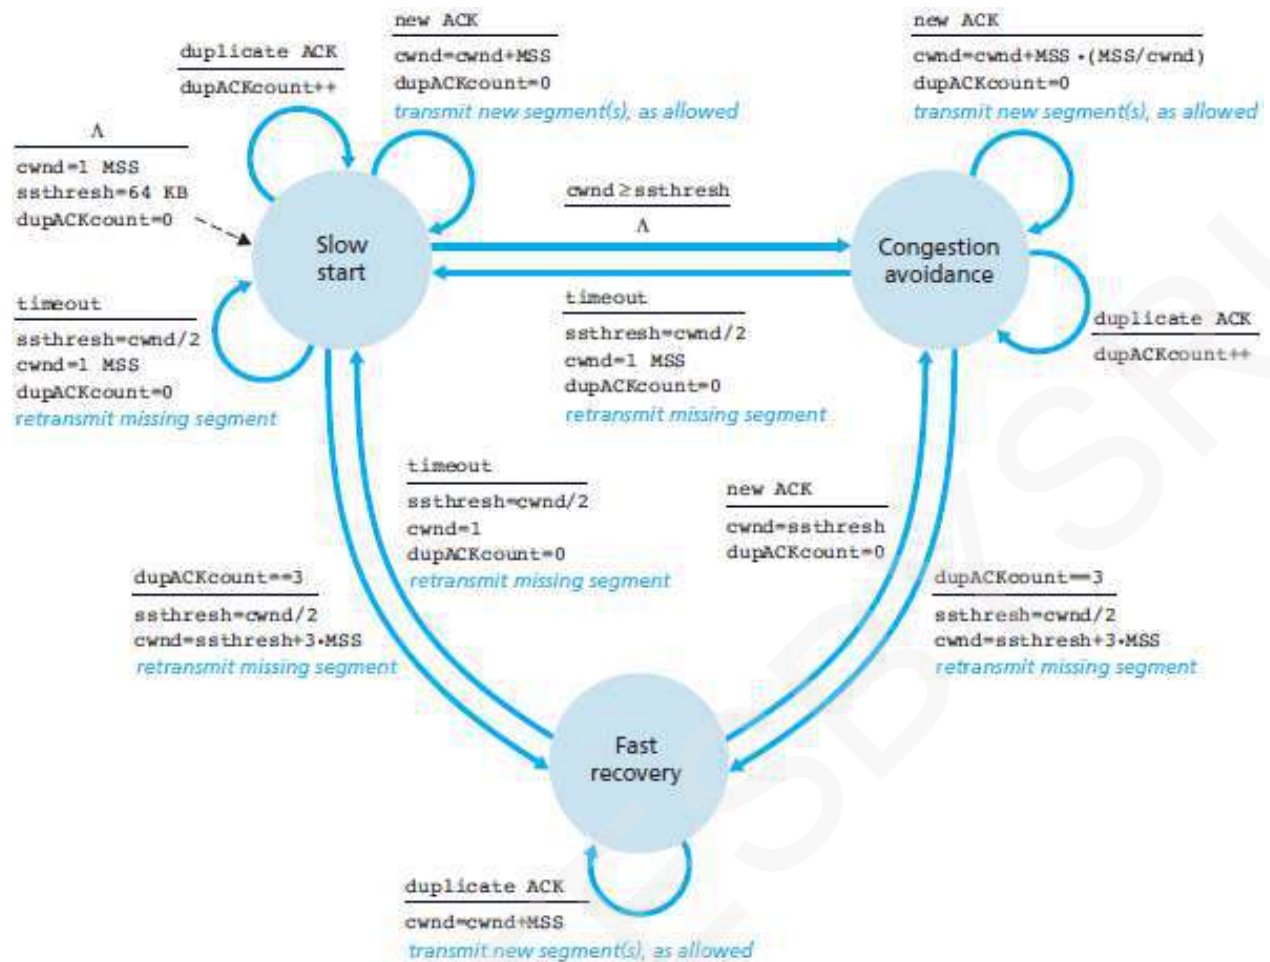 new ACK
cwnd=cwnd+MSS
dupACKcount=0
transmit new segment(s), as allowed
duplicate ACK
dupACKcount++
Λ
cwnd=1 MSS
ssthresh=64 KB
dupACKcount=0
new ACK
cwnd=cwnd+MSS •(MSS/cwnd)
dupACKcount=0
transmit new segment(s), as allowed
Slow
start
cwnd≥ssthresh
Λ
Congestion
avoidance
timeout
ssthresh=cwnd/2
cwnd=1 MSS
dupACKcount=0
retransmit missing segment
timeout
ssthresh=cwnd/2
cwnd=1 MSS
dupACKcount=0
retransmit missing segment
duplicate ACK
dupACKcount++
timeout
ssthresh=cwnd/2
cwnd=1
dupACKcount=0
retransmit missing segment
new ACK
cwnd=ssthresh
dupACKcount=0
dupACKcount==3
ssthresh=cwnd/2
cwnd=ssthresh+3•MSS
retransmit missing segment
dupACKcount==3
ssthresh=cwnd/2
cwnd=ssthresh+3•MSS
retransmit missing segment
Fast
recovery
duplicate ACK
cwnd=cwnd+MSS
transmit new segment(s), as allowed